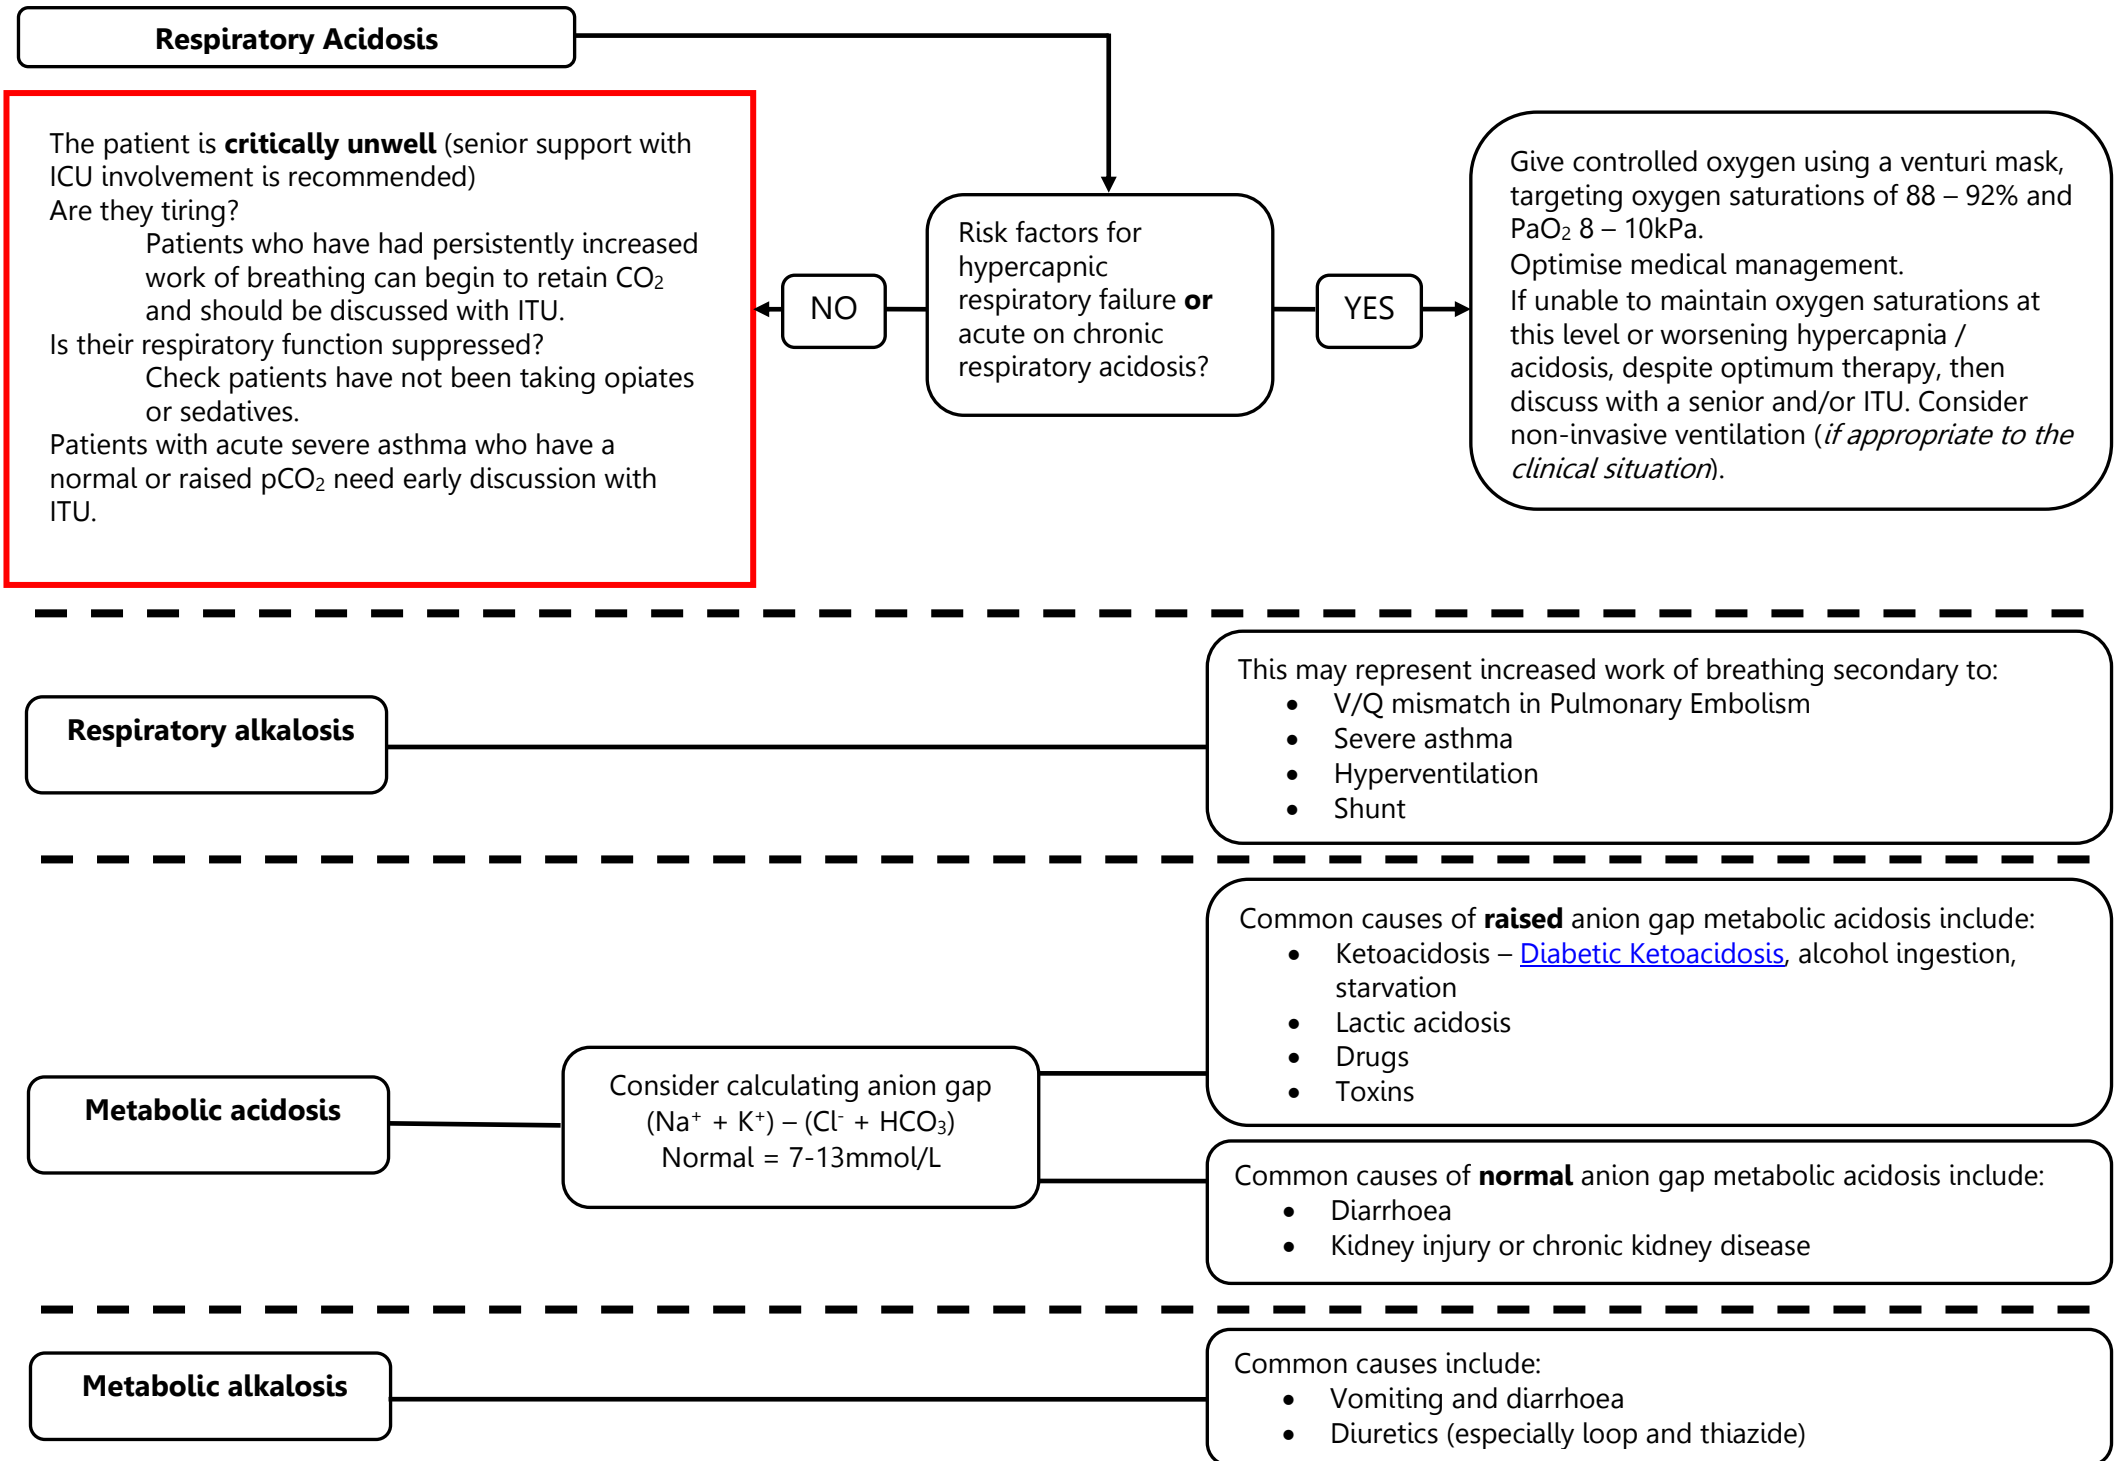 Respiratory Acidosis
The patient is critically unwell (senior support with
ICU involvement is recommended)
Are they tiring?
Patients who have had persistently increased
work of breathing can begin to retain CO₂
and should be discussed with ITU.
Is their respiratory function suppressed?
Check patients have not been taking opiates
or sedatives.
Patients with acute severe asthma who have a
normal or raised pCO₂ need early discussion with
ITU.
NO
Risk factors for
hypercapnic
respiratory failure or
acute on chronic
respiratory acidosis?
YES
Give controlled oxygen using a venturi mask,
targeting oxygen saturations of 88 – 92% and
PaO₂ 8 – 10kPa.
Optimise medical management.
If unable to maintain oxygen saturations at
this level or worsening hypercapnia /
acidosis, despite optimum therapy, then
discuss with a senior and/or ITU. Consider
non-invasive ventilation (if appropriate to the
clinical situation).
Respiratory alkalosis
This may represent increased work of breathing secondary to:
• V/Q mismatch in Pulmonary Embolism
• Severe asthma
• Hyperventilation
• Shunt
Metabolic acidosis
Consider calculating anion gap
(Na⁺ + K⁺) – (Cl⁻ + HCO₃)
Normal = 7-13mmol/L
Common causes of raised anion gap metabolic acidosis include:
• Ketoacidosis – Diabetic Ketoacidosis, alcohol ingestion,
starvation
• Lactic acidosis
• Drugs
• Toxins
Common causes of normal anion gap metabolic acidosis include:
• Diarrhoea
• Kidney injury or chronic kidney disease
Metabolic alkalosis
Common causes include:
• Vomiting and diarrhoea
• Diuretics (especially loop and thiazide)